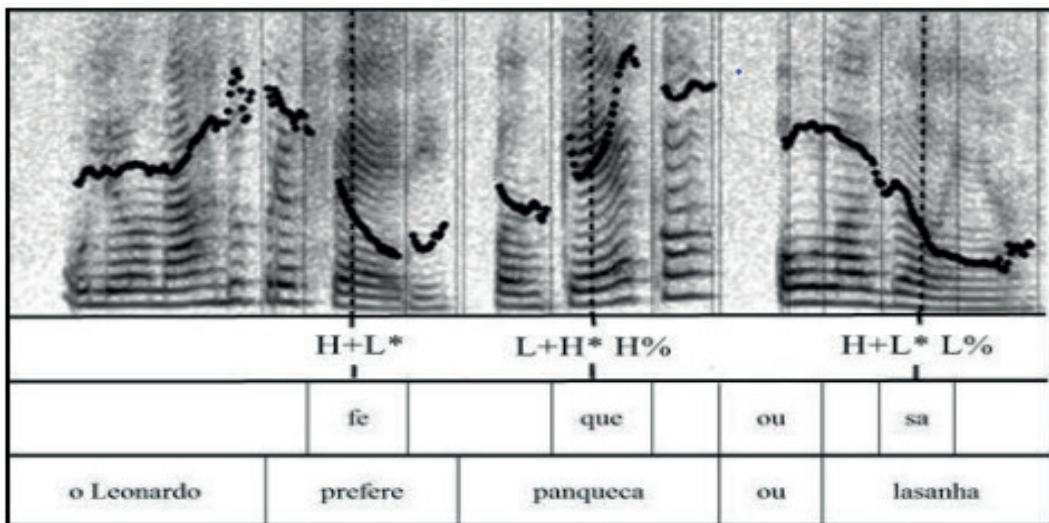 H+L* L+H* H% H+L* L%
fe que ou sa
o Leonardo prefere panqueca ou lasanha